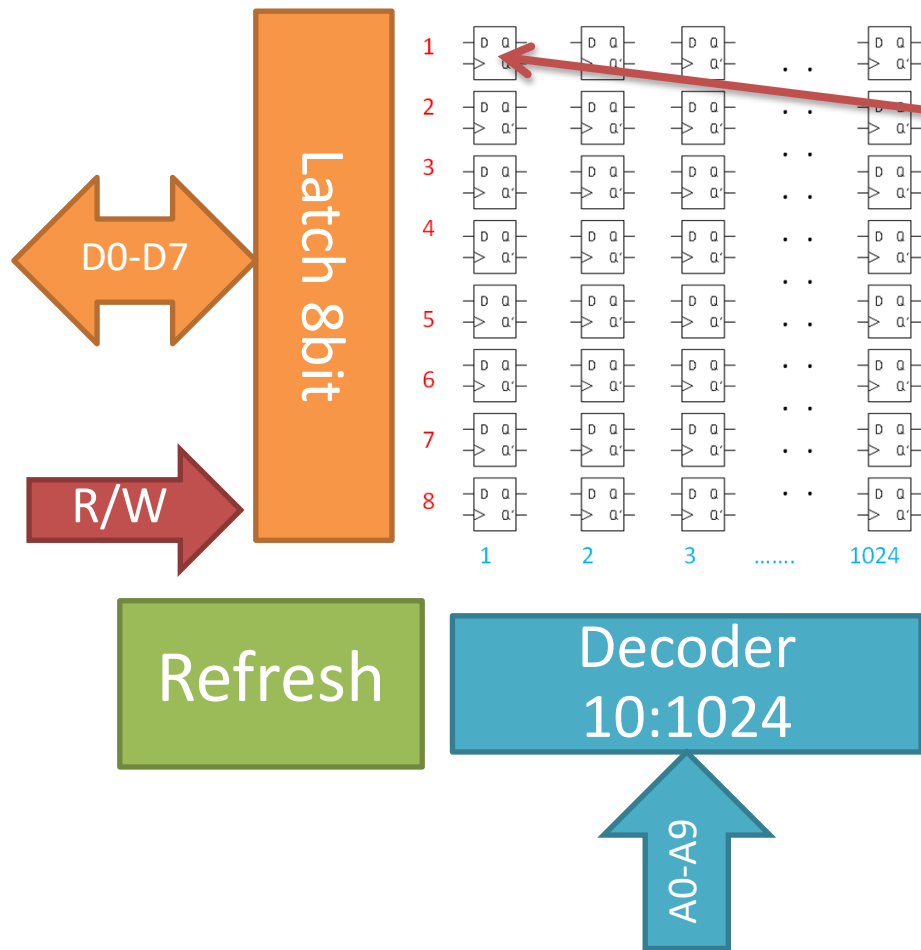 1 D Q D Q D Q . . D Q
Q' Q' Q' Q'
2 D Q D Q D Q D Q
Q' Q' Q' Q'
3 D Q D Q D Q D Q
Q' Q' Q' Q'
4 D Q D Q D Q D Q
Q' Q' Q' Q'
5 D Q D Q D Q D Q
Q' Q' Q' Q'
6 D Q D Q D Q D Q
Q' Q' Q' Q'
7 D Q D Q D Q D Q
Q' Q' Q' Q'
8 D Q D Q D Q D Q
Q' Q' Q' Q'
1 2 3 ....... 1024
Latch 8bit
D0-D7
R/W
Refresh
Decoder
10:1024
A0-A9